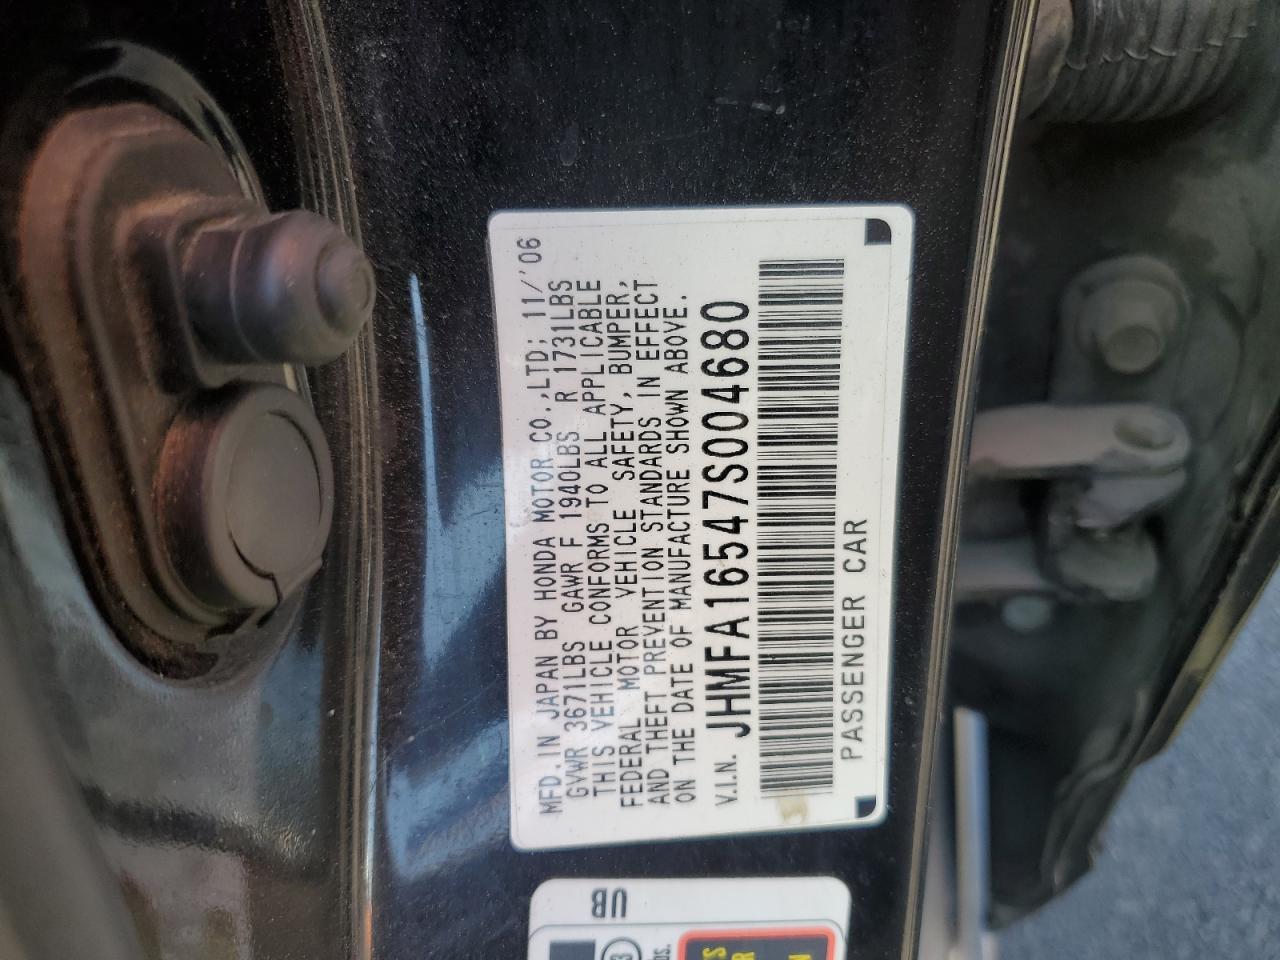 MFD. IN JAPAN BY HONDA MOTOR CO., LTD; 11/'06
GVWR 3671LBS GAWR F 1940LBS R 1731LBS
THIS VEHICLE CONFORMS TO ALL APPLICABLE
FEDERAL MOTOR VEHICLE SAFETY, BUMPER,
AND THEFT PREVENTION STANDARDS IN EFFECT
ON THE DATE OF MANUFACTURE SHOWN ABOVE.
V.I.N. JHMFA16547S004680
PASSENGER CAR
UB